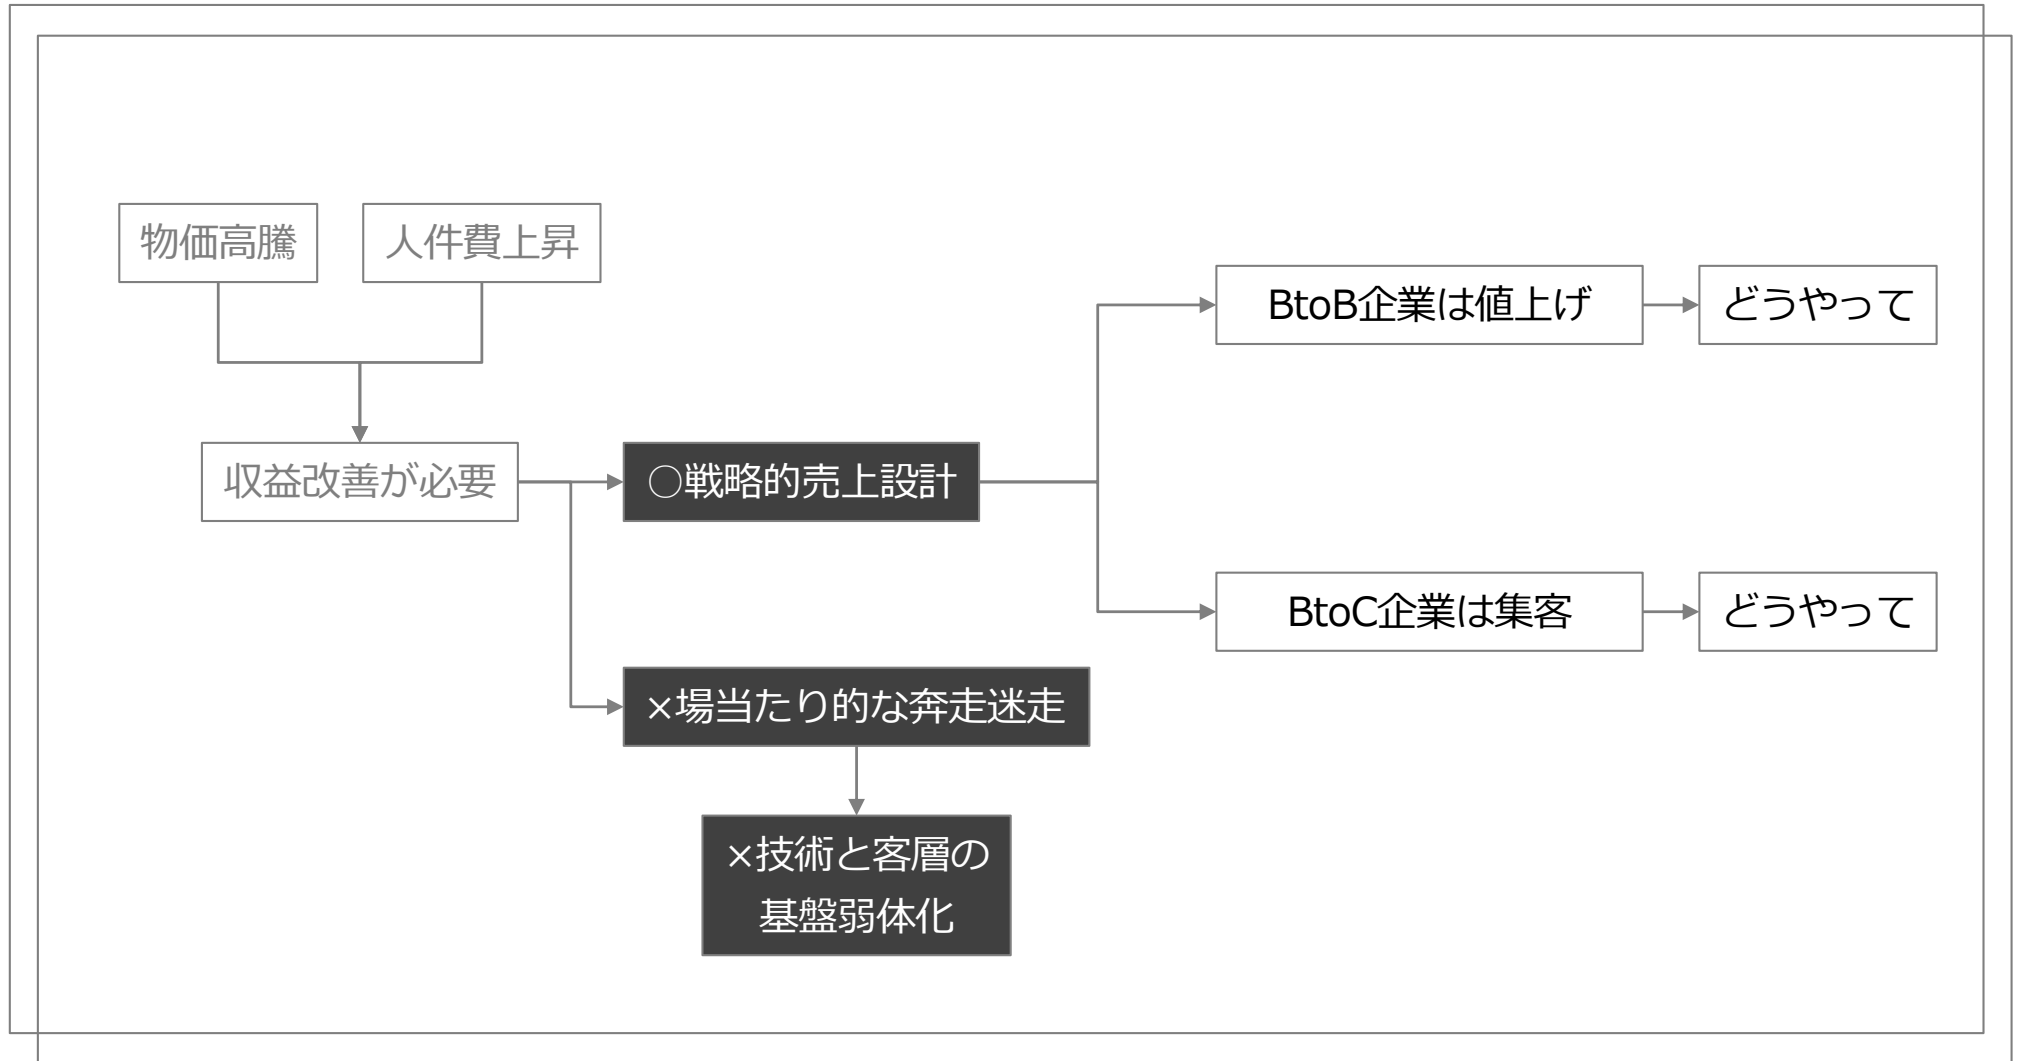 物価高騰
人件費上昇
収益改善が必要
○戦略的売上設計
×場当たり的な奔走迷走
×技術と客層の
基盤弱体化
BtoB企業は値上げ
どうやって
BtoC企業は集客
どうやって